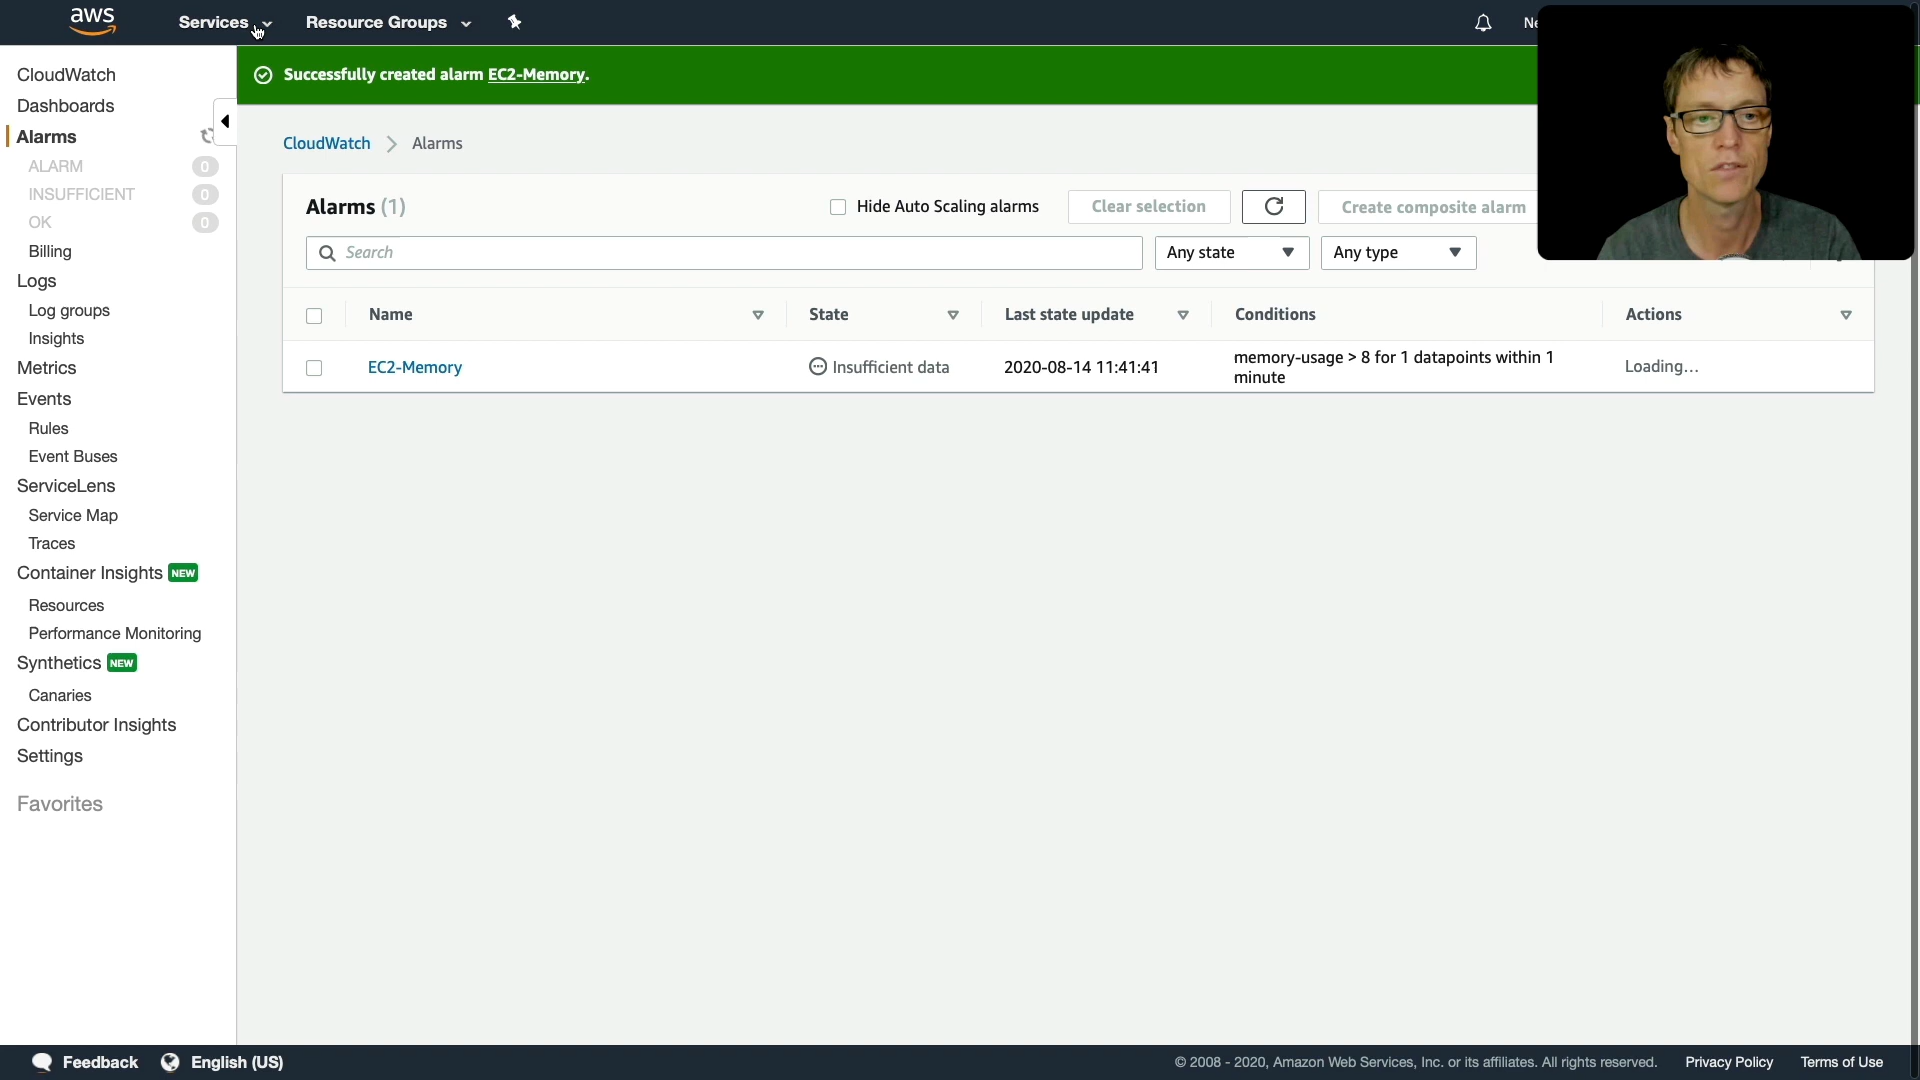 aws Services Resource Groups
CloudWatch
Dashboards
Alarms
ALARM 0
INSUFFICIENT 0
OK 0
Billing
Logs
Log groups
Insights
Metrics
Events
Rules
Event Buses
ServiceLens
Service Map
Traces
Container Insights NEW
Resources
Performance Monitoring
Synthetics NEW
Canaries
Contributor Insights
Settings
Favorites
Successfully created alarm EC2-Memory.
CloudWatch Alarms
Alarms (1) Hide Auto Scaling alarms Clear selection Create composite alarm
Search Any state Any type
Name State Last state update Conditions Actions
EC2-Memory Insufficient data 2020-08-14 11:41:41 memory-usage > 8 for 1 datapoints within 1
minute Loading...
Feedback English (US) © 2008 - 2020, Amazon Web Services, Inc. or its affiliates. All rights reserved. Privacy Policy Terms of Use